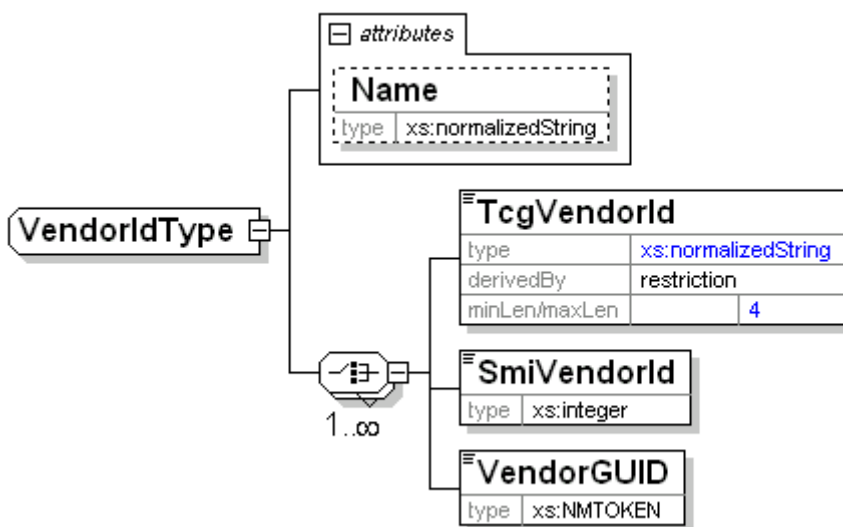 attributes
Name
type xs:normalizedString
VendorIdType
TcgVendorId
type xs:normalizedString
derivedBy restriction
minLen/maxLen 4
1..∞
SmiVendorId
type xs:integer
VendorGUID
type xs:NMTOKEN